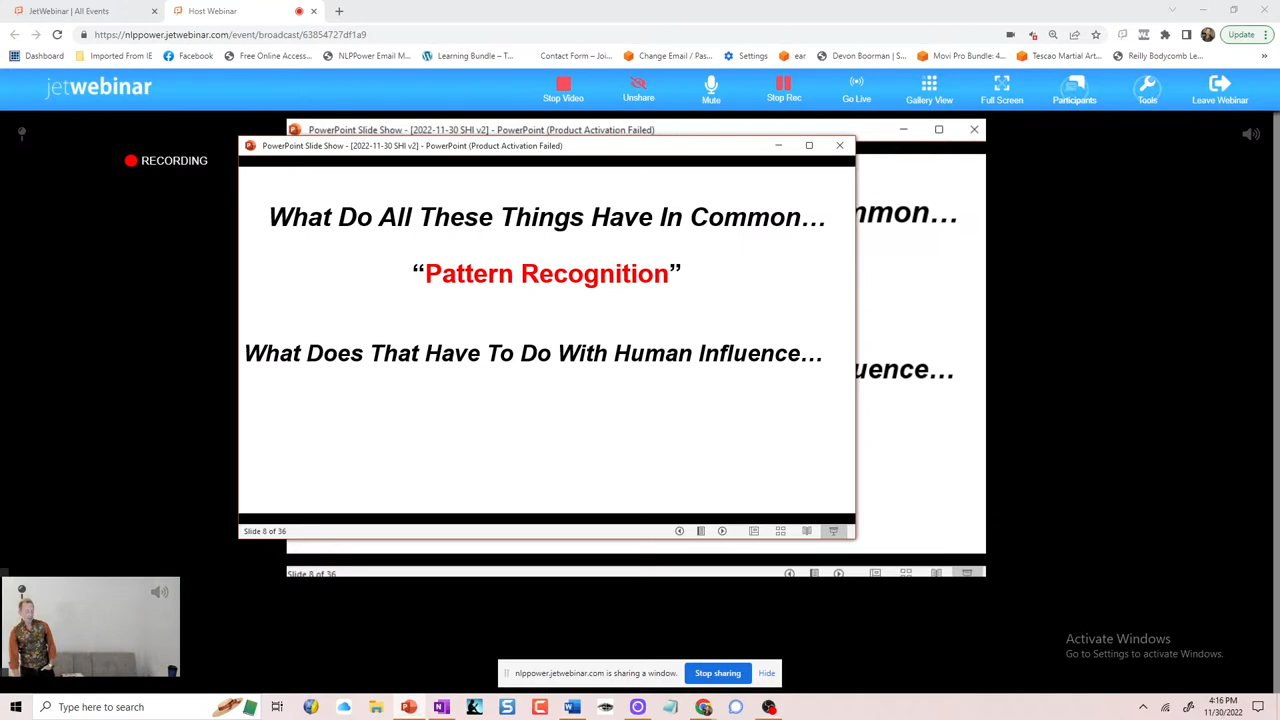 JetWebinar | All Events
Host Webinar
https://nlppower.jetwebinar.com/event/broadcast/63854727df1a9
Update
Dashboard
Imported From IE
Facebook
Free Online Access...
NLPPower Email M...
Learning Bundle – T...
Contact Form – Joi...
Change Email / Pas...
Settings
ear
Devon Boorman | S...
Movi Pro Bundle: 4...
Tescao Martial Art...
Reilly Bodycomb Le...
jetwebinar
Stop Video
Unshare
Mute
Stop Rec
Go Live
Gallery View
Full Screen
Participants
Tools
Leave Webinar
RECORDING
PowerPoint Slide Show - [2022-11-30 SHI v2] - PowerPoint (Product Activation Failed)
PowerPoint Slide Show - [2022-11-30 SHI v2] - PowerPoint (Product Activation Failed)
What Do All These Things Have In Common…
mmon…
“Pattern Recognition”
What Does That Have To Do With Human Influence…
uence…
Slide 8 of 36
Slide 8 of 36
Activate Windows
Go to Settings to activate Windows.
nlppower.jetwebinar.com is sharing a window.
Stop sharing
Hide
Type here to search
4:16 PM
11/30/2022